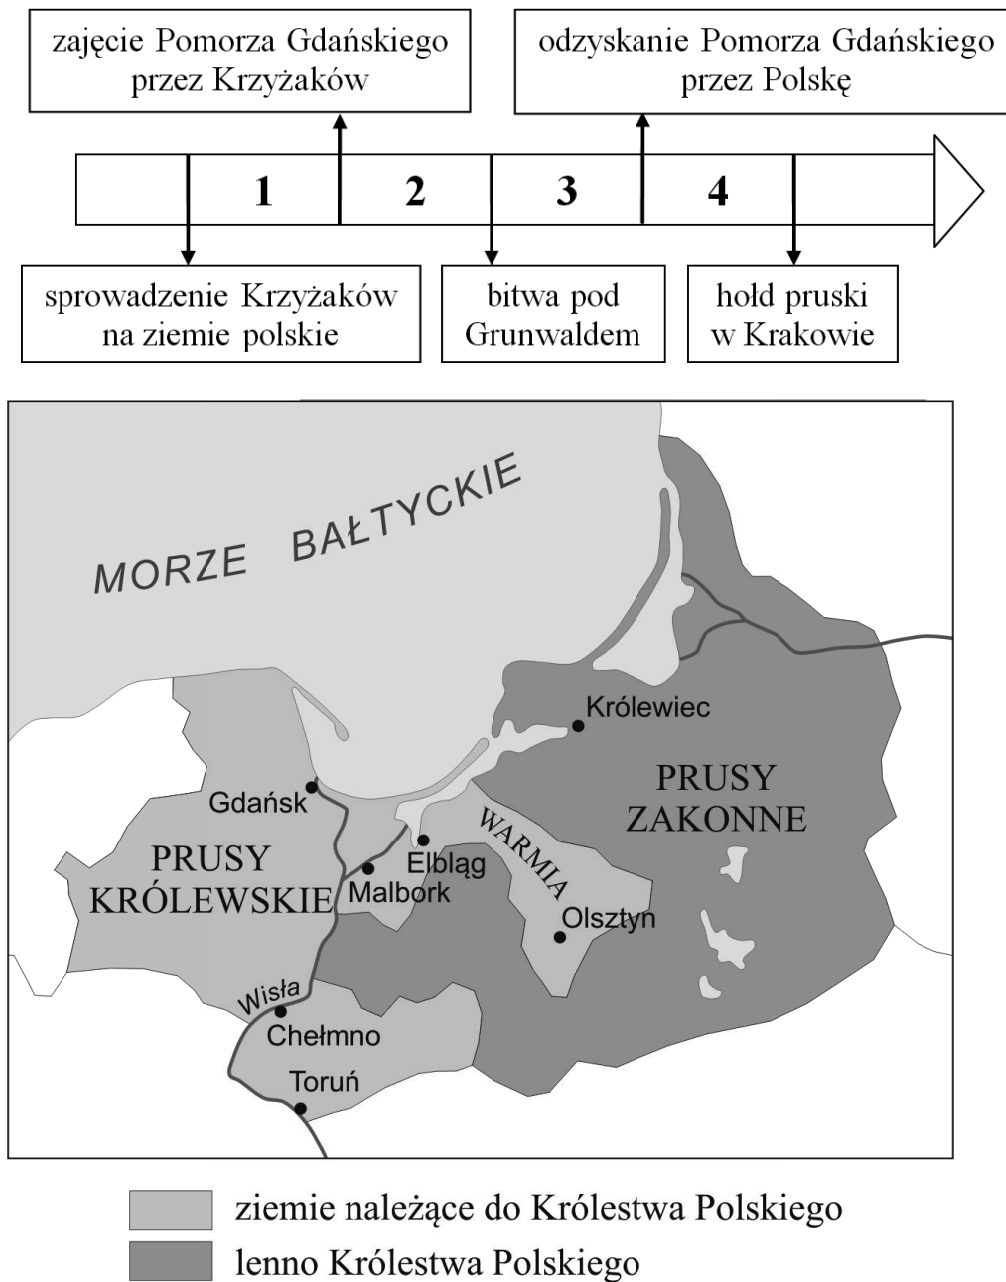 zajęcie Pomorza Gdańskiego
przez Krzyżaków
odzyskanie Pomorza Gdańskiego
przez Polskę
1
2
3
4
sprowadzenie Krzyżaków
na ziemie polskie
bitwa pod
Grunwaldem
hołd pruski
w Krakowie
MORZE BAŁTYCKIE
Królewiec
PRUSY
ZAKONNE
Gdańsk
PRUSY
KRÓLEWSKIE
WARMIA
Elbląg
Malbork
Olsztyn
Wisła
Chełmno
Toruń
ziemie należące do Królestwa Polskiego
lenno Królestwa Polskiego